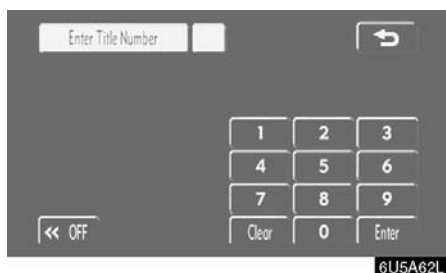 Enter Title Number
1 2 3
4 5 6
7 8 9
« OFF Clear 0 Enter
6U5A62L